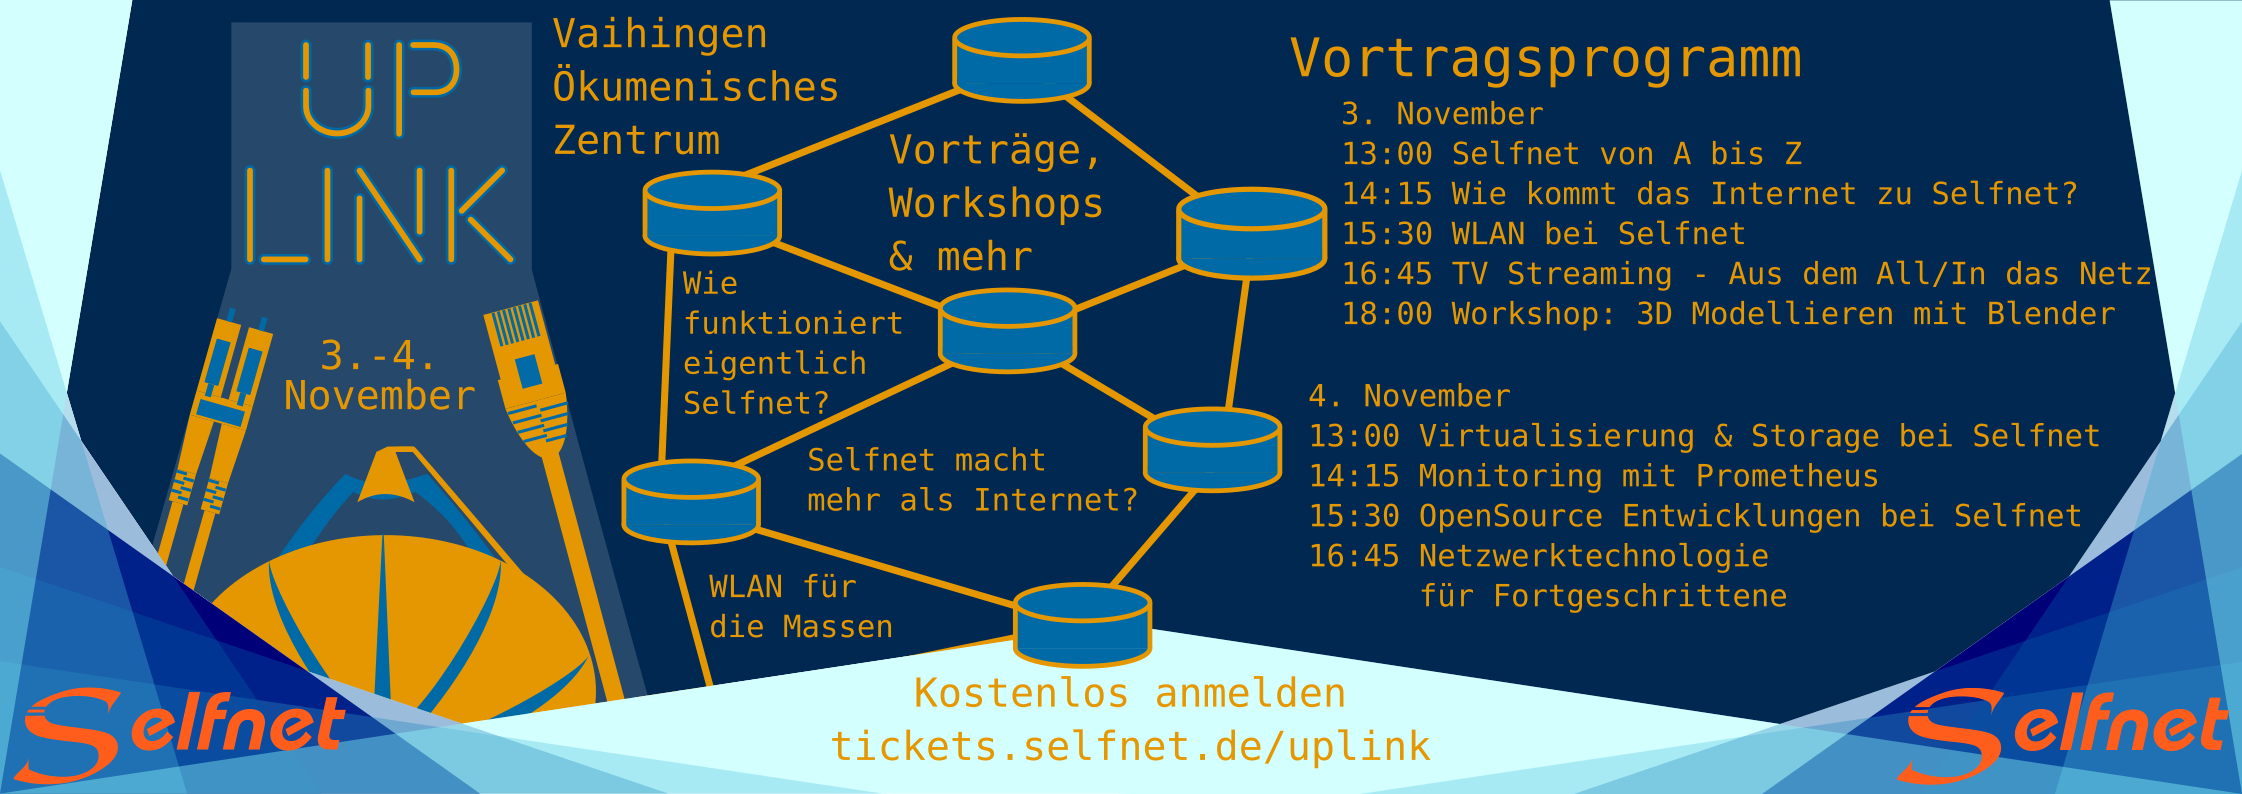 UP
LINK
3.-4.
November
Vaihingen
Ökumenisches
Zentrum
Vorträge,
Workshops
& mehr
Wie
funktioniert
eigentlich
Selfnet?
Selfnet macht
mehr als Internet?
WLAN für
die Massen
Vortragsprogramm
3. November
13:00 Selfnet von A bis Z
14:15 Wie kommt das Internet zu Selfnet?
15:30 WLAN bei Selfnet
16:45 TV Streaming - Aus dem All/In das Netz
18:00 Workshop: 3D Modellieren mit Blender
4. November
13:00 Virtualisierung & Storage bei Selfnet
14:15 Monitoring mit Prometheus
15:30 OpenSource Entwicklungen bei Selfnet
16:45 Netzwerktechnologie
für Fortgeschrittene
Selfnet
Kostenlos anmelden
tickets.selfnet.de/uplink
Selfnet